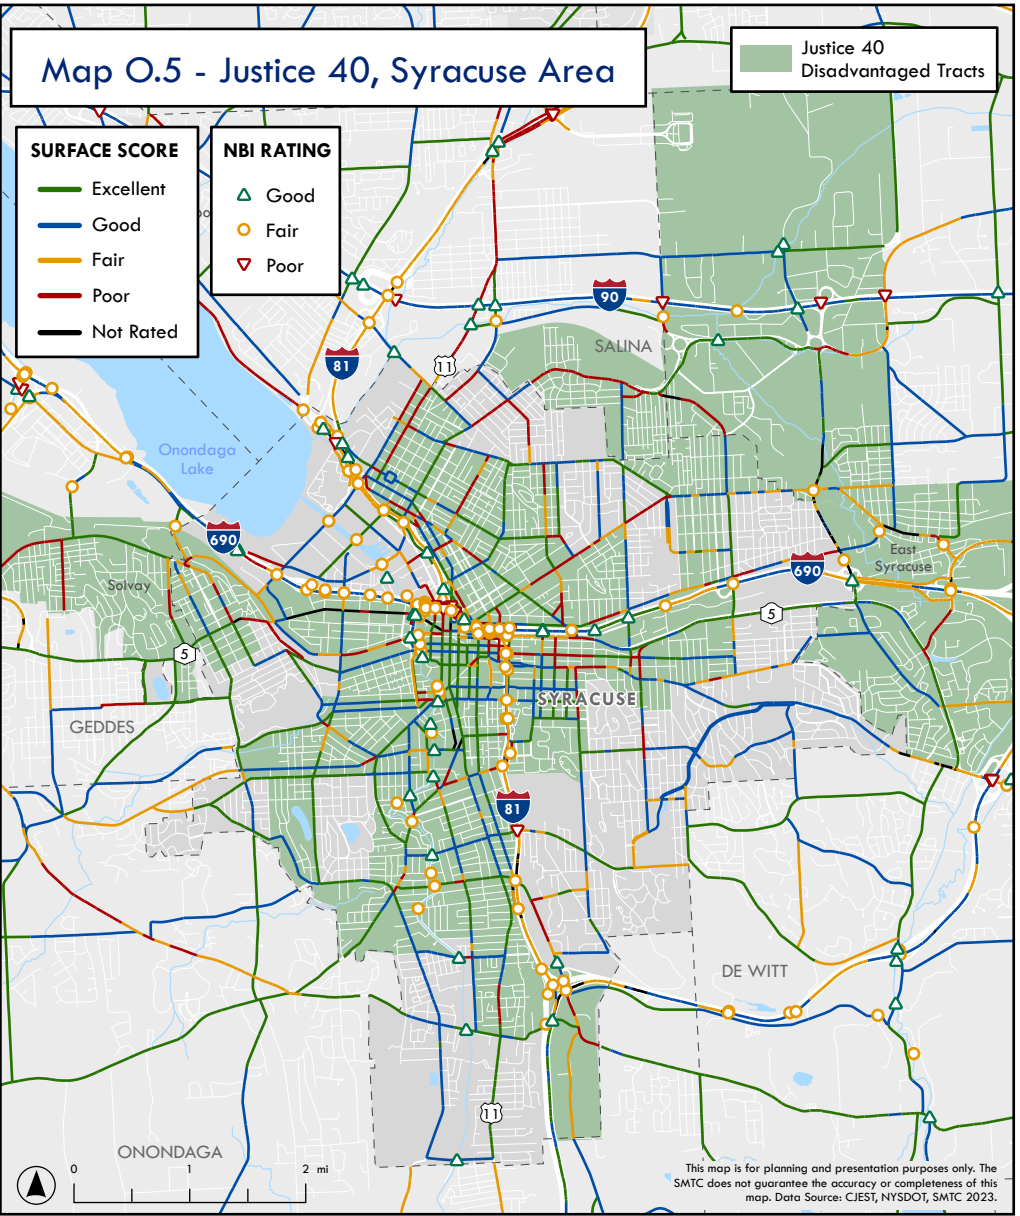 Map O.5 - Justice 40, Syracuse Area
Justice 40
Disadvantaged Tracts
SURFACE SCORE
Excellent
Good
Fair
Poor
Not Rated
NBI RATING
Good
Fair
Poor
90
81
11
SALINA
Onondaga
Lake
690
East
Syracuse
690
Solvay
5
5
SYRACUSE
GEDDES
81
DE WITT
11
ONONDAGA
0 1 2 mi
This map is for planning and presentation purposes only. The
SMTC does not guarantee the accuracy or completeness of this
map. Data Source: CJEST, NYSDOT, SMTC 2023.